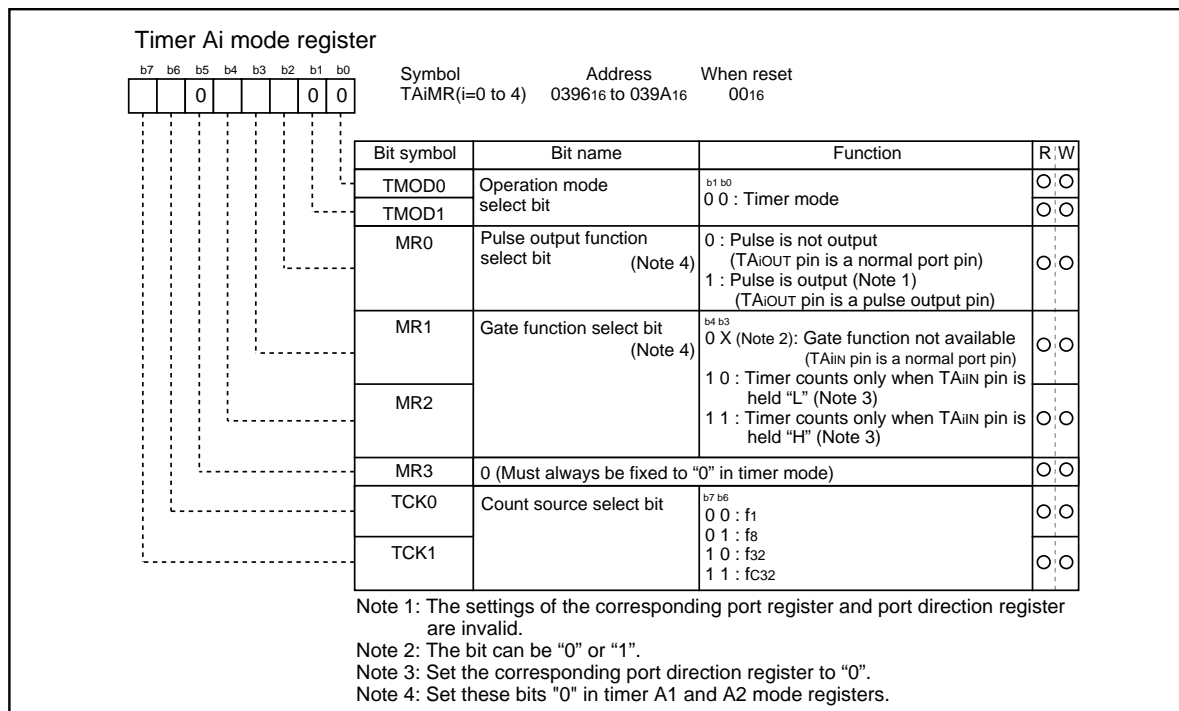 Timer Ai mode register
b7 b6 b5 b4 b3 b2 b1 b0
0 0 0
Symbol Address When reset
TAiMR(i=0 to 4) 039616 to 039A16 0016
Bit symbol Bit name Function R W
TMOD0 Operation mode select bit
b1 b0
0 0 : Timer mode
TMOD1
MR0 Pulse output function select bit (Note 4)
0 : Pulse is not output
(TAiOUT pin is a normal port pin)
1 : Pulse is output (Note 1)
(TAiOUT pin is a pulse output pin)
MR1 Gate function select bit (Note 4)
b4 b3
0 X (Note 2): Gate function not available
(TAiIN pin is a normal port pin)
1 0 : Timer counts only when TAiIN pin is
held “L” (Note 3)
MR2
1 1 : Timer counts only when TAiIN pin is
held “H” (Note 3)
MR3 0 (Must always be fixed to “0” in timer mode)
TCK0 Count source select bit
b7 b6
0 0 : f1
0 1 : f8
TCK1
1 0 : f32
1 1 : fC32
Note 1: The settings of the corresponding port register and port direction register
are invalid.
Note 2: The bit can be “0” or “1”.
Note 3: Set the corresponding port direction register to “0”.
Note 4: Set these bits "0" in timer A1 and A2 mode registers.